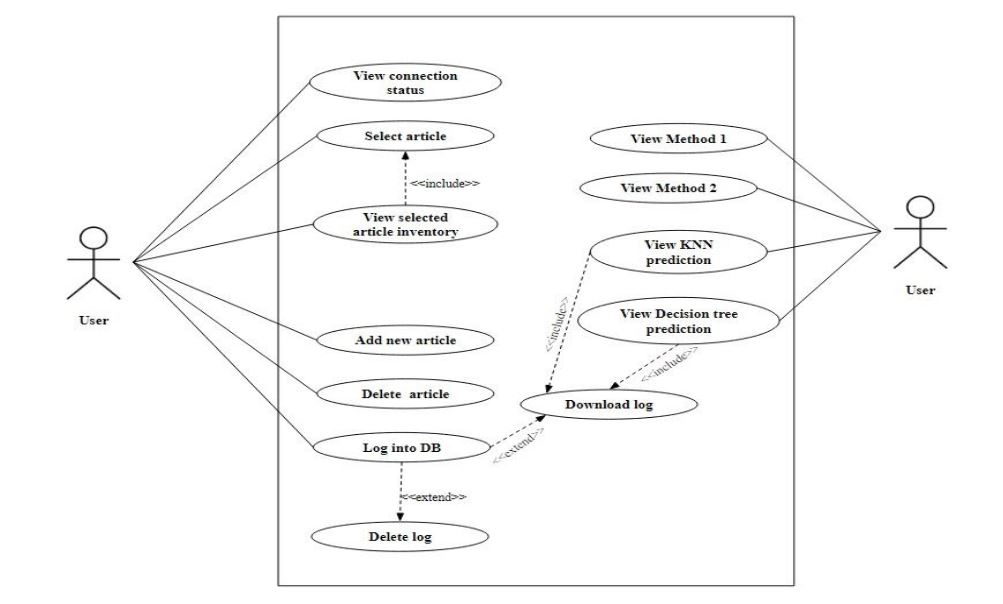 View connection
status
Select article
<<include>>
View selected
article inventory
User
Add new article
Delete article
Log into DB
<<extend>>
Delete log
<<extend>>
View Method 1
View Method 2
View KNN
prediction
View Decision tree
prediction
<<include>>
<<include>>
Download log
User